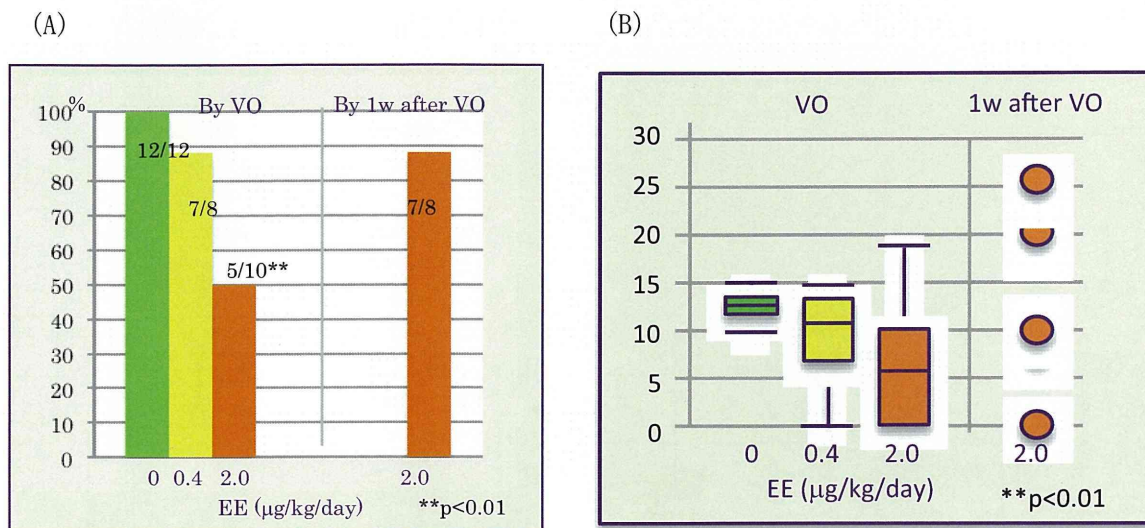 (A)
%
By VO
By 1w after VO
100
90
80
70
60
50
40
30
20
10
0
12/12
7/8
5/10**
7/8
0 0.4 2.0 2.0
EE (μg/kg/day)
**p<0.01
(B)
VO
1w after VO
30
25
20
15
10
5
0
0 0.4 2.0 2.0
EE (μg/kg/day)
**p<0.01